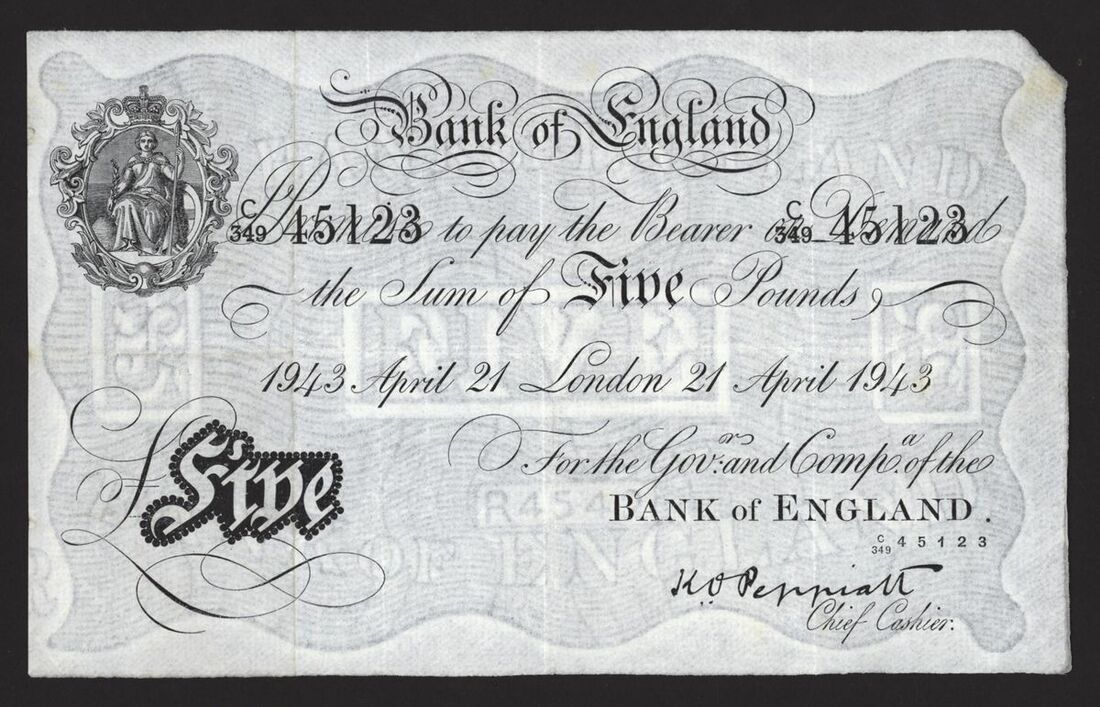 Bank of England
C/349 45123 I Promise to pay the Bearer on Demand C/349 45123
the Sum of Five Pounds
1943 April 21 London 21 April 1943
For the Gov.r and Comp.a of the
£Five
BANK of ENGLAND.
C/349 45123
K.O. Peppiatt
Chief Cashier.